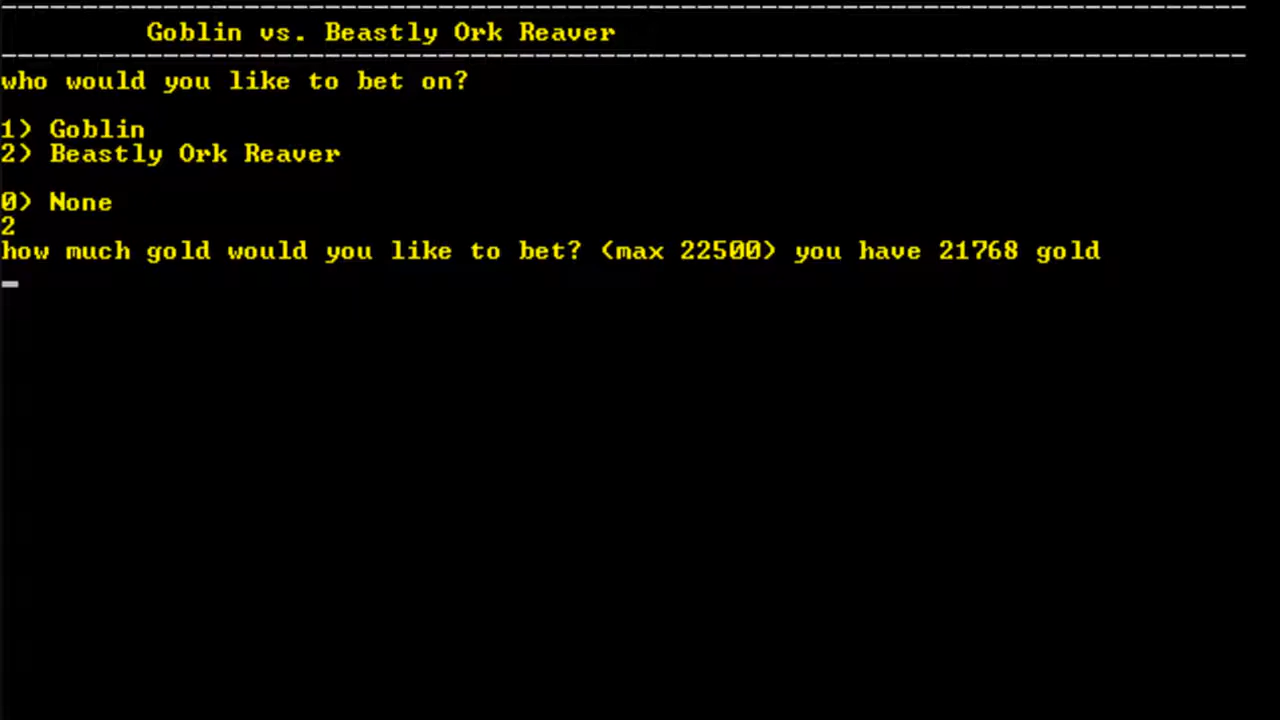 Goblin vs. Beastly Ork Reaver
who would you like to bet on?
1) Goblin
2) Beastly Ork Reaver
0) None
2
how much gold would you like to bet? (max 22500) you have 21768 gold